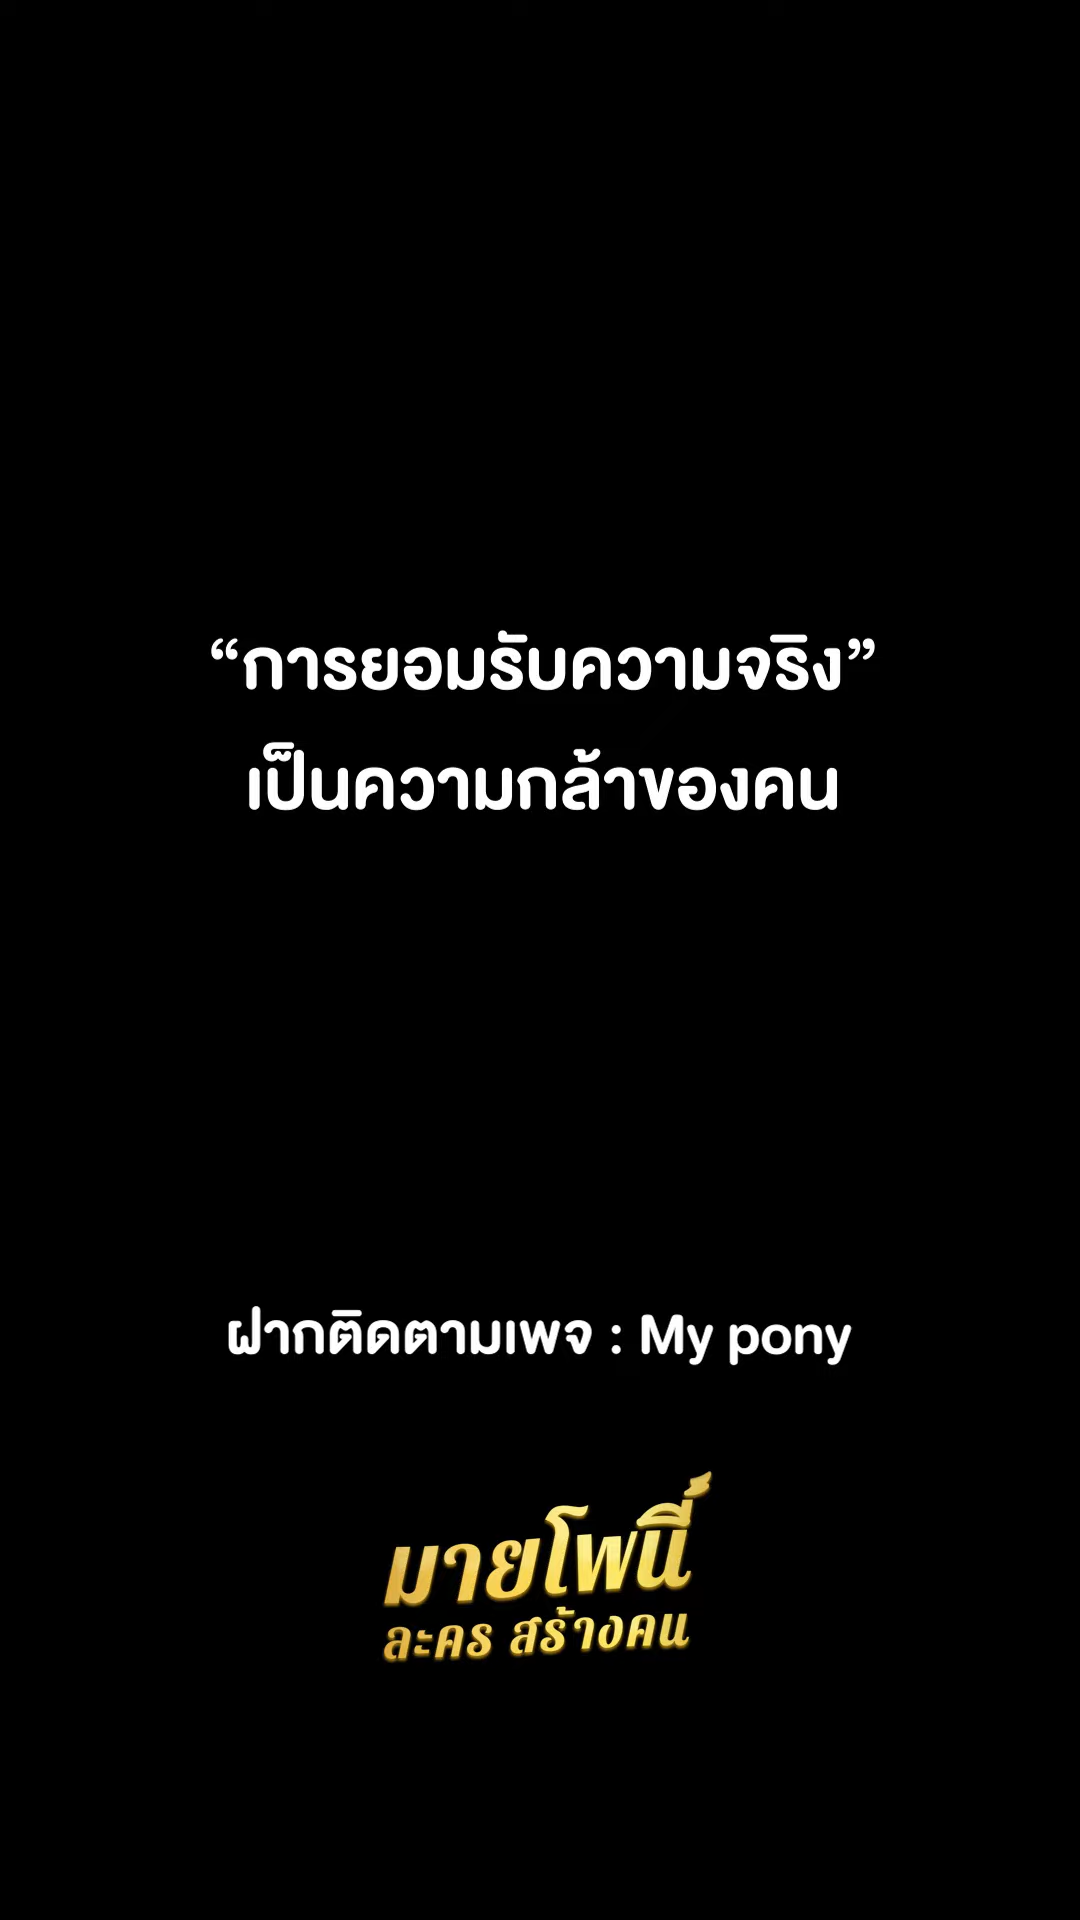 “การยอมรับความจริง”
เป็นความกล้าของคน
ฝากติดตามเพจ : My pony
มายโพนี่
ละคร สร้างคน